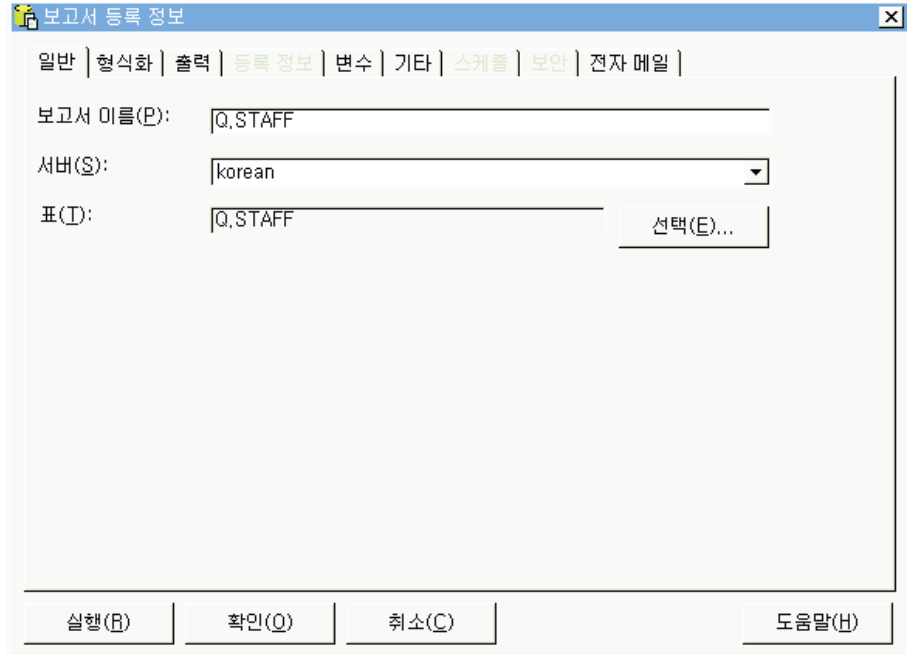 보고서 등록 정보
일반 형식화 출력 등록 정보 변수 기타 스케줄 보안 전자 메일
보고서 이름(P): Q.STAFF
서버(S): korean
표(T): Q.STAFF 선택(E)...
실행(R) 확인(O) 취소(C) 도움말(H)